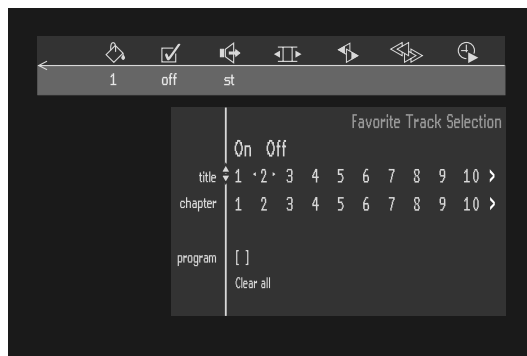 1 off st
Favorite Track Selection
On Off
title 1 2 3 4 5 6 7 8 9 10 >
chapter 1 2 3 4 5 6 7 8 9 10 >
program [ ]
Clear all